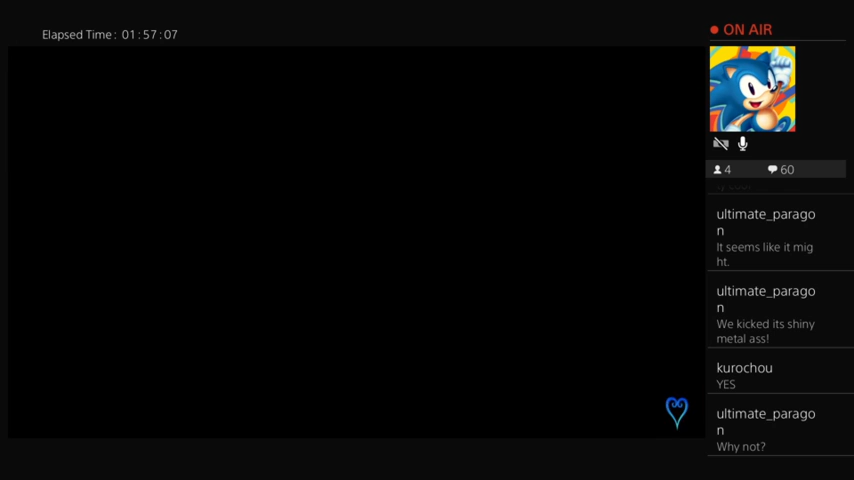 Elapsed Time: 01:57:07
ON AIR
4
60
ultimate_parago
n
It seems like it mig
ht.
ultimate_parago
n
We kicked its shiny
metal ass!
kurochou
YES
ultimate_parago
n
Why not?